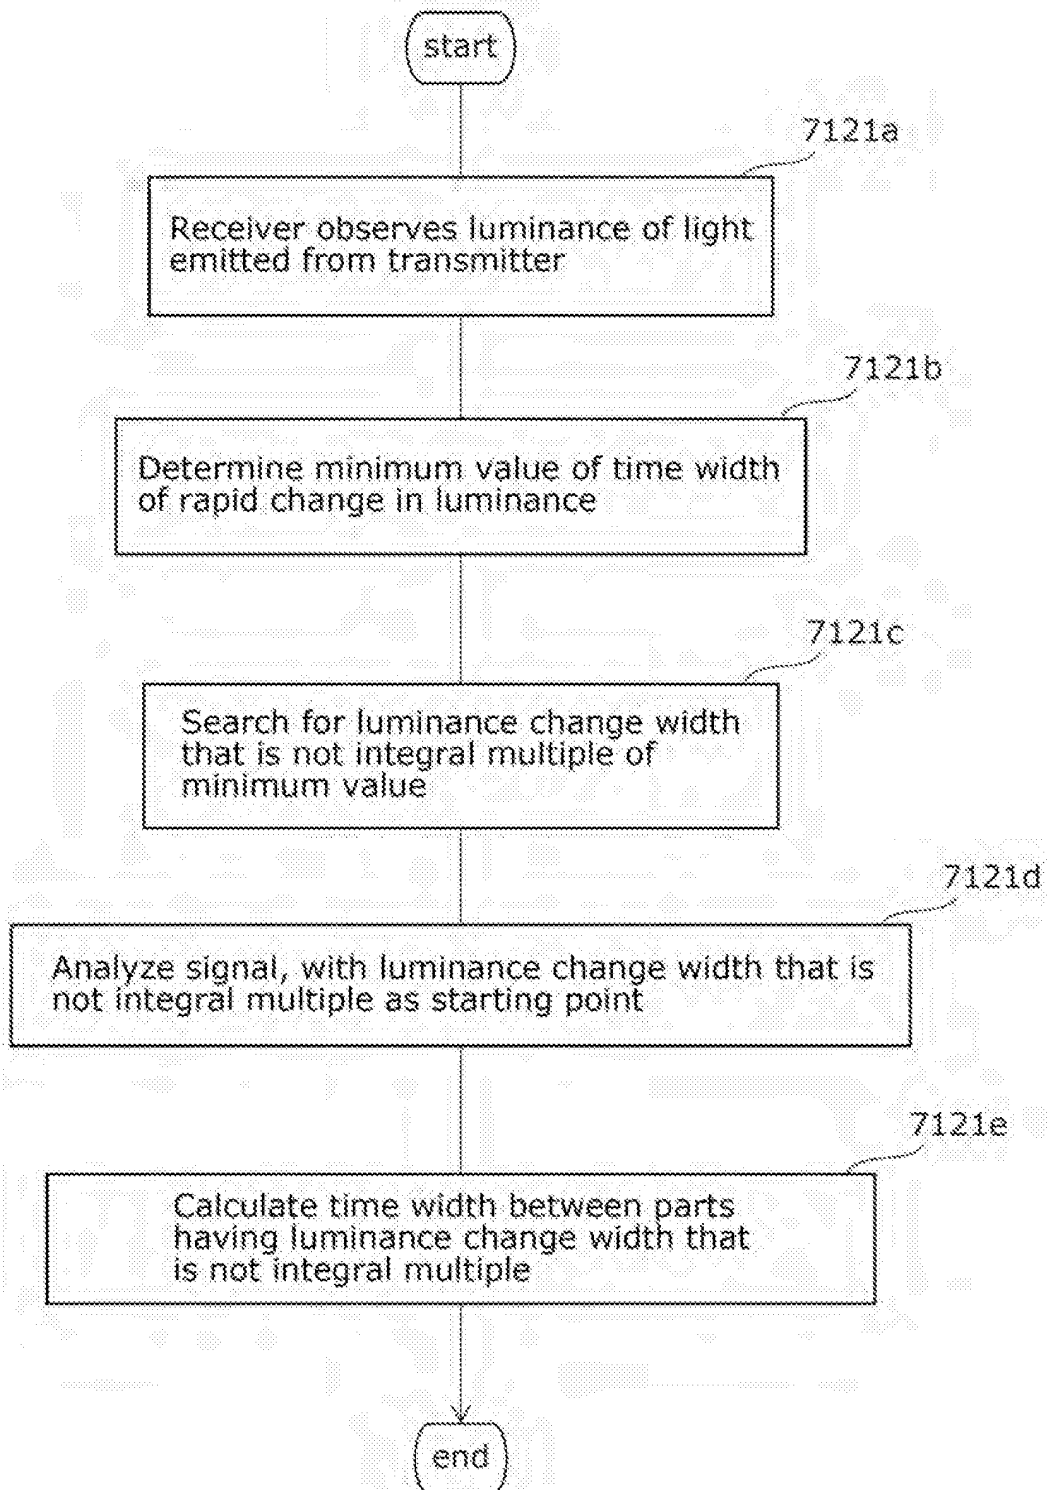 start
7121a
Receiver observes luminance of light
emitted from transmitter
7121b
Determine minimum value of time width
of rapid change in luminance
7121c
Search for luminance change width
that is not integral multiple of
minimum value
7121d
Analyze signal, with luminance change width that is
not integral multiple as starting point
7121e
Calculate time width between parts
having luminance change width that
is not integral multiple
end